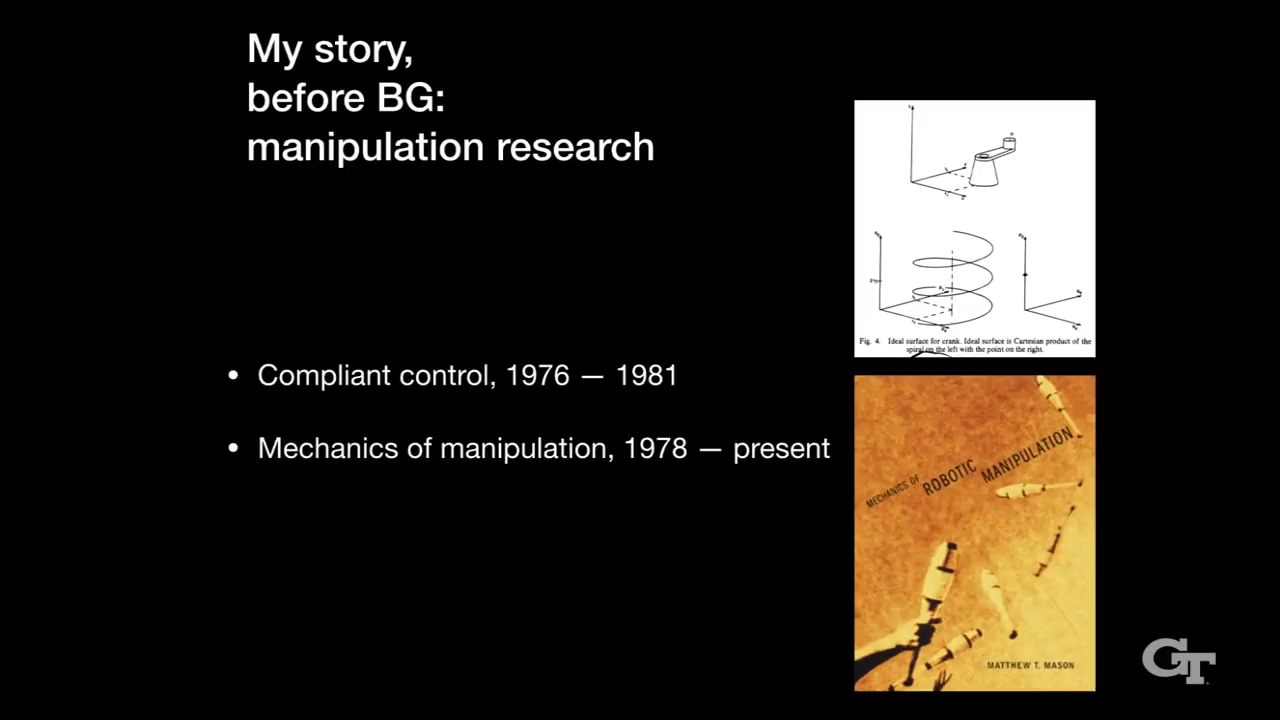 My story,
before BG:
manipulation research
• Compliant control, 1976 — 1981
• Mechanics of manipulation, 1978 — present
Fig. 4. Ideal surface for crank. Ideal surface is Cartesian product of the
spiral on the left with the point on the right.
MECHANICS OF
ROBOTIC
MANIPULATION
MATTHEW T. MASON
GT